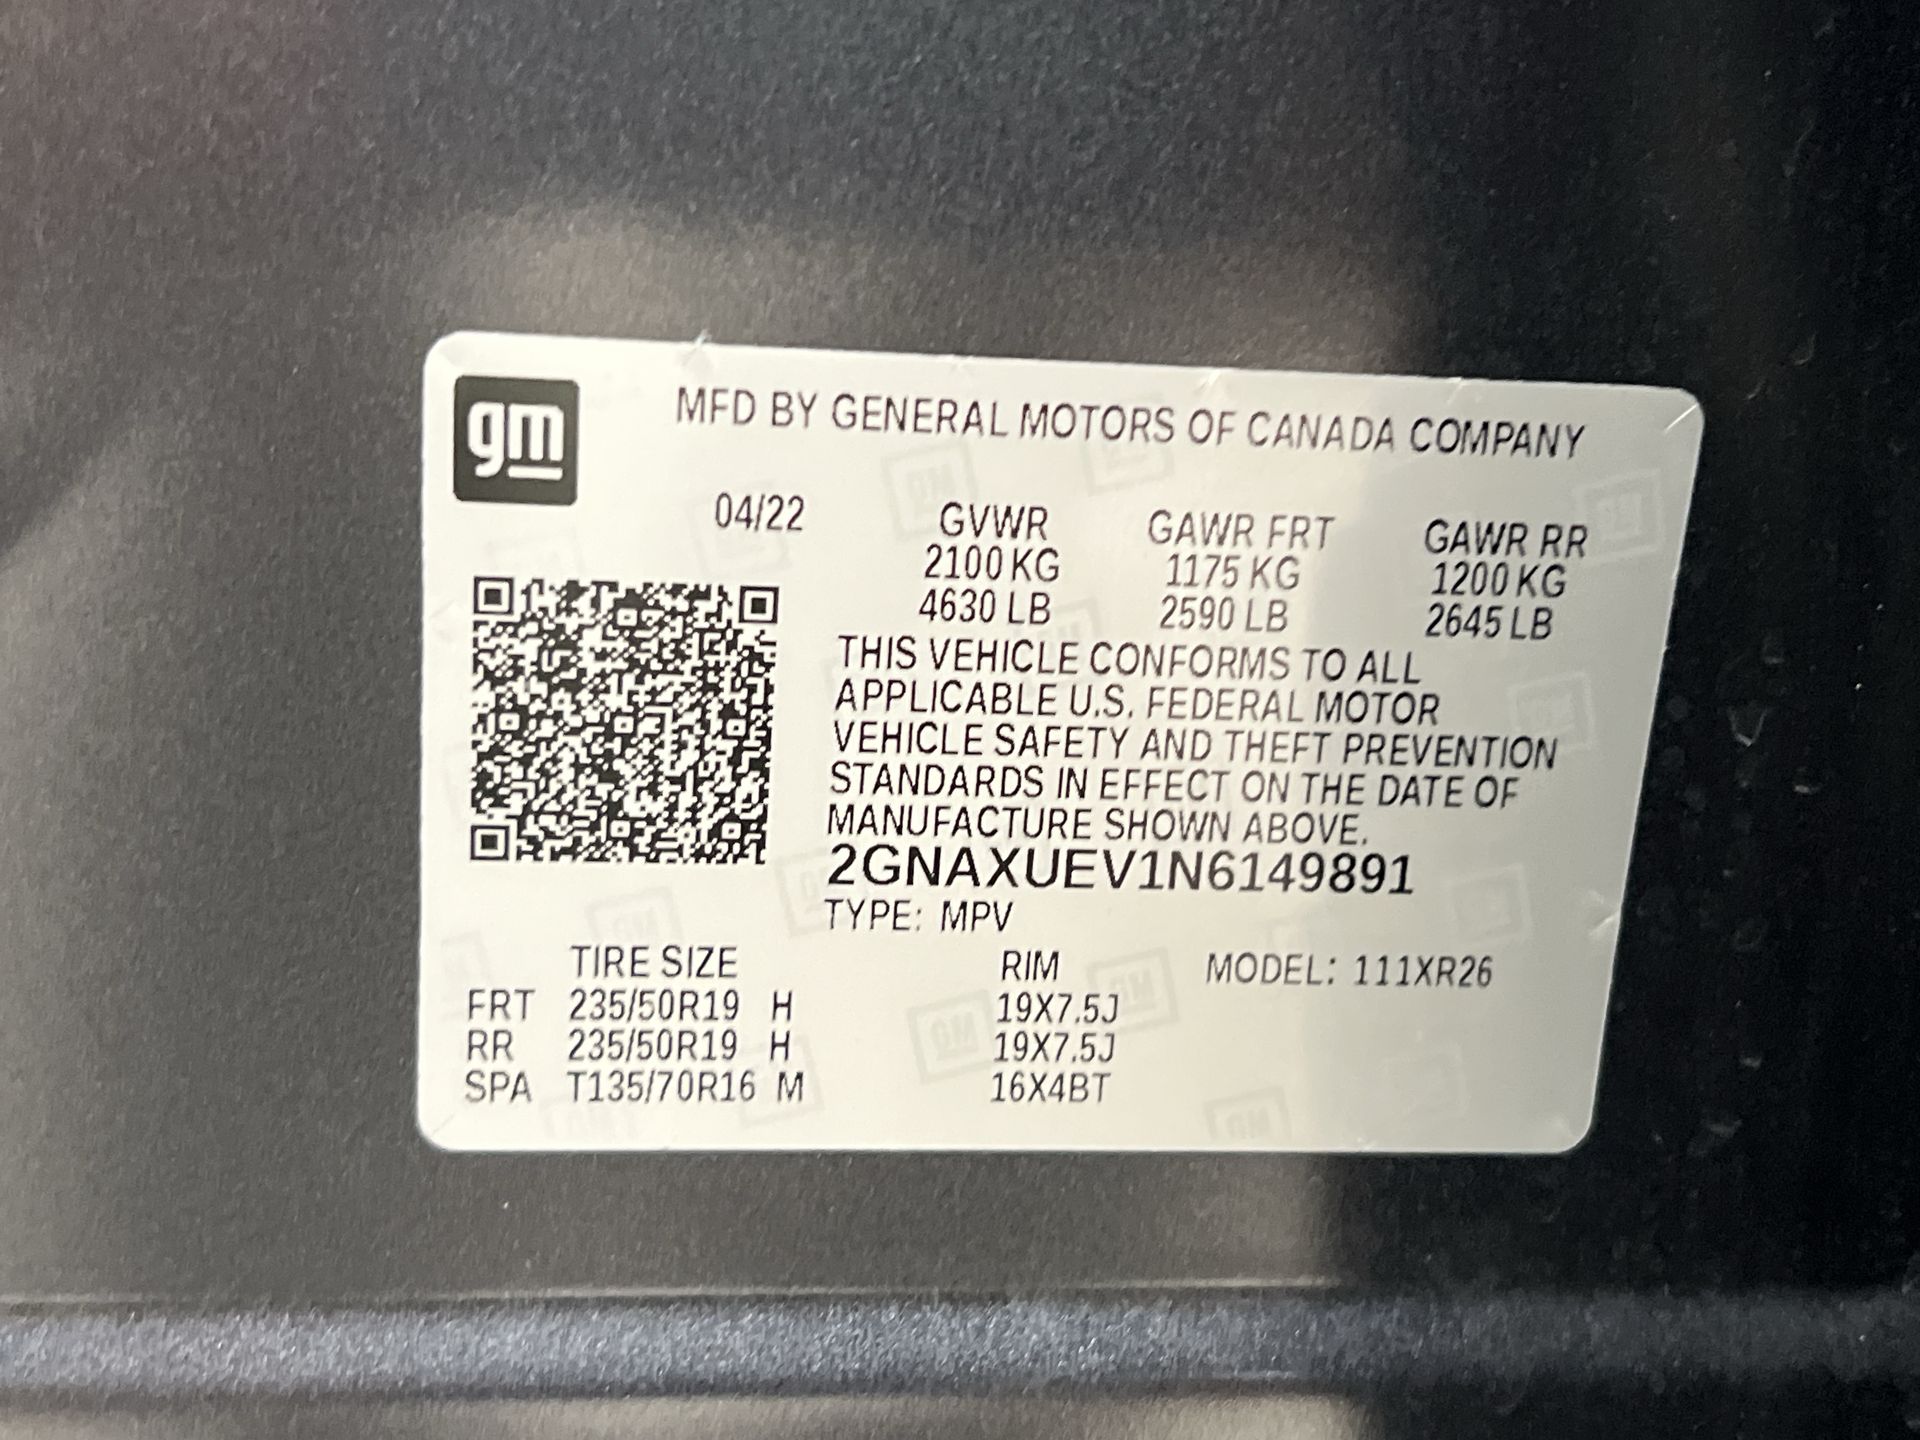 gm
MFD BY GENERAL MOTORS OF CANADA COMPANY
04/22 GVWR GAWR FRT GAWR RR
2100 KG 1175 KG 1200 KG
4630 LB 2590 LB 2645 LB
THIS VEHICLE CONFORMS TO ALL
APPLICABLE U.S. FEDERAL MOTOR
VEHICLE SAFETY AND THEFT PREVENTION
STANDARDS IN EFFECT ON THE DATE OF
MANUFACTURE SHOWN ABOVE.
2GNAXUEV1N6149891
TYPE: MPV
TIRE SIZE RIM MODEL: 111XR26
FRT 235/50R19 H 19X7.5J
RR 235/50R19 H 19X7.5J
SPA T135/70R16 M 16X4BT